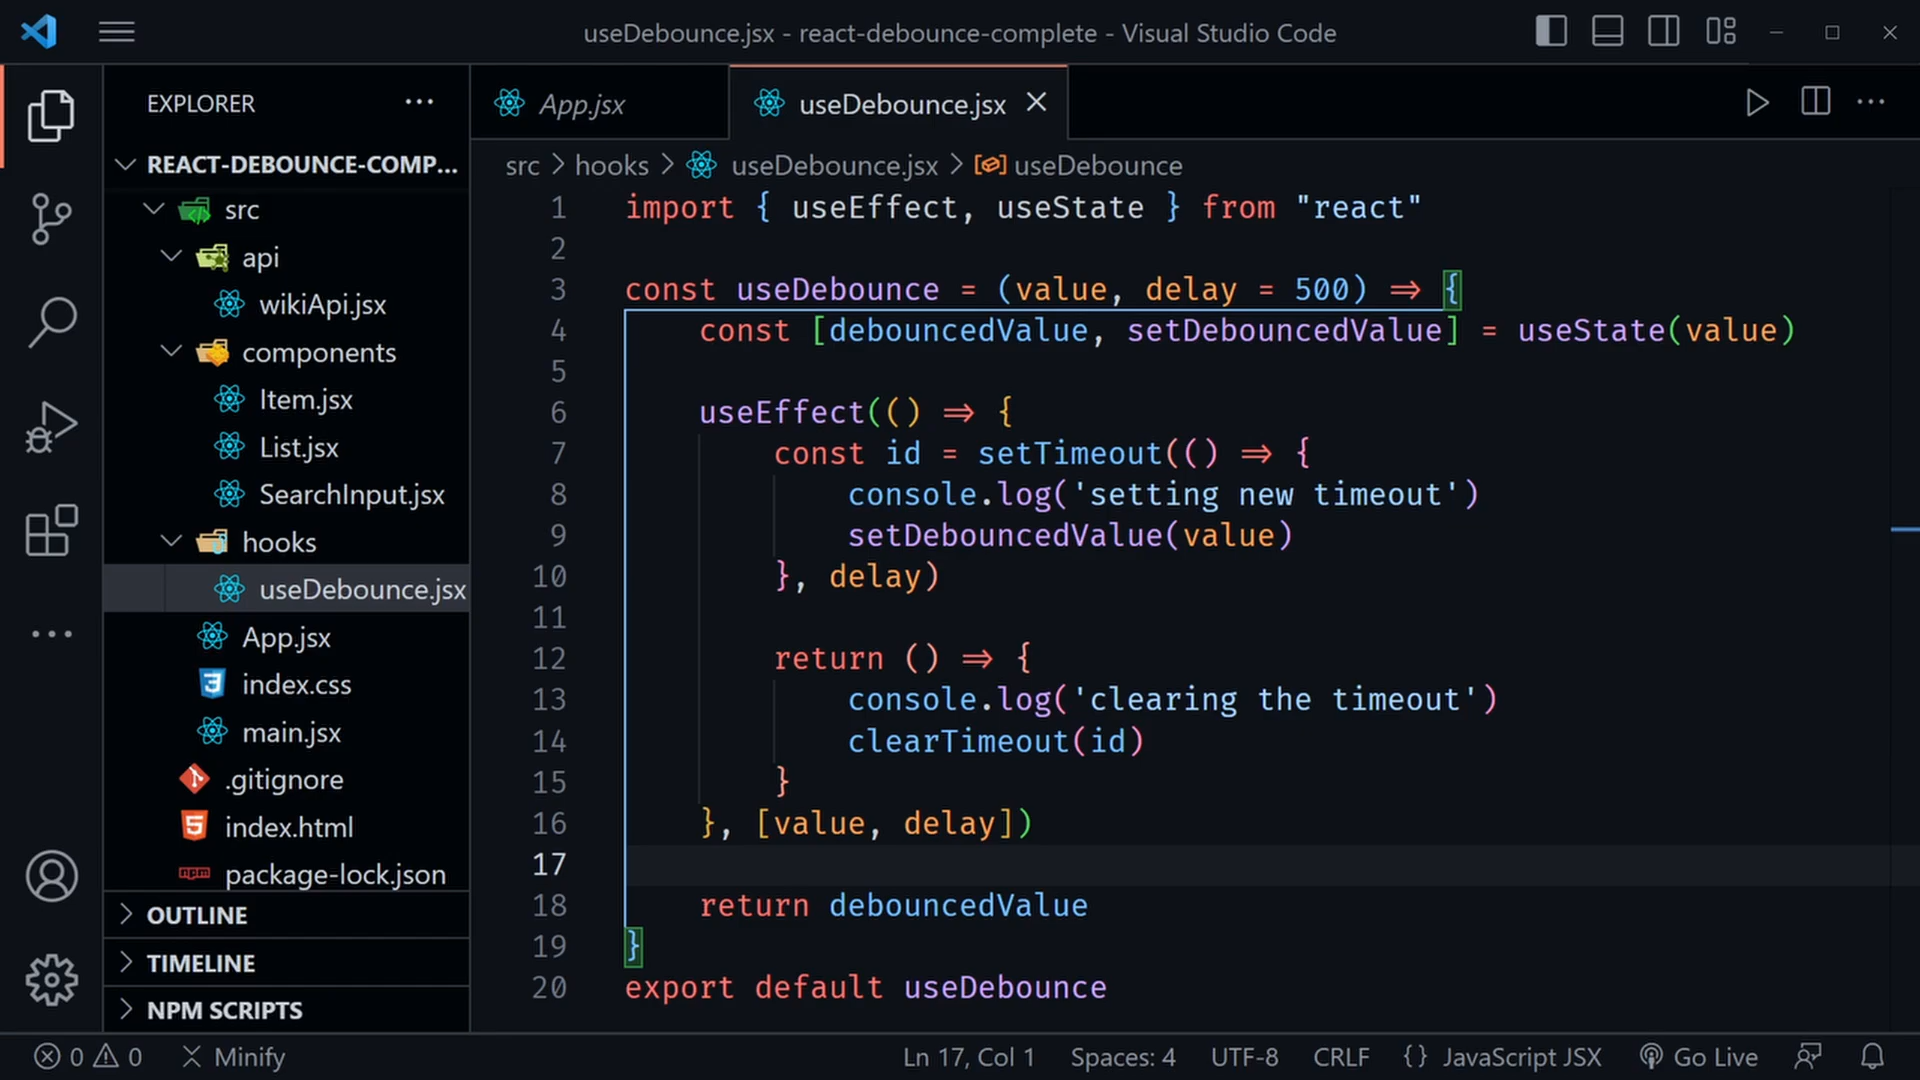 useDebounce.jsx - react-debounce-complete - Visual Studio Code
EXPLORER
REACT-DEBOUNCE-COMP...
src
api
wikiApi.jsx
components
Item.jsx
List.jsx
SearchInput.jsx
hooks
useDebounce.jsx
App.jsx
index.css
main.jsx
.gitignore
index.html
package-lock.json
OUTLINE
TIMELINE
NPM SCRIPTS
App.jsx
useDebounce.jsx
src > hooks > useDebounce.jsx > useDebounce
1 import { useEffect, useState } from "react"
2
3 const useDebounce = (value, delay = 500) => {
4 const [debouncedValue, setDebouncedValue] = useState(value)
5
6 useEffect(() => {
7 const id = setTimeout(() => {
8 console.log('setting new timeout')
9 setDebouncedValue(value)
10 }, delay)
11
12 return () => {
13 console.log('clearing the timeout')
14 clearTimeout(id)
15 }
16 }, [value, delay])
17
18 return debouncedValue
19 }
20 export default useDebounce
0 0 Minify Ln 17, Col 1 Spaces: 4 UTF-8 CRLF {} JavaScript JSX Go Live